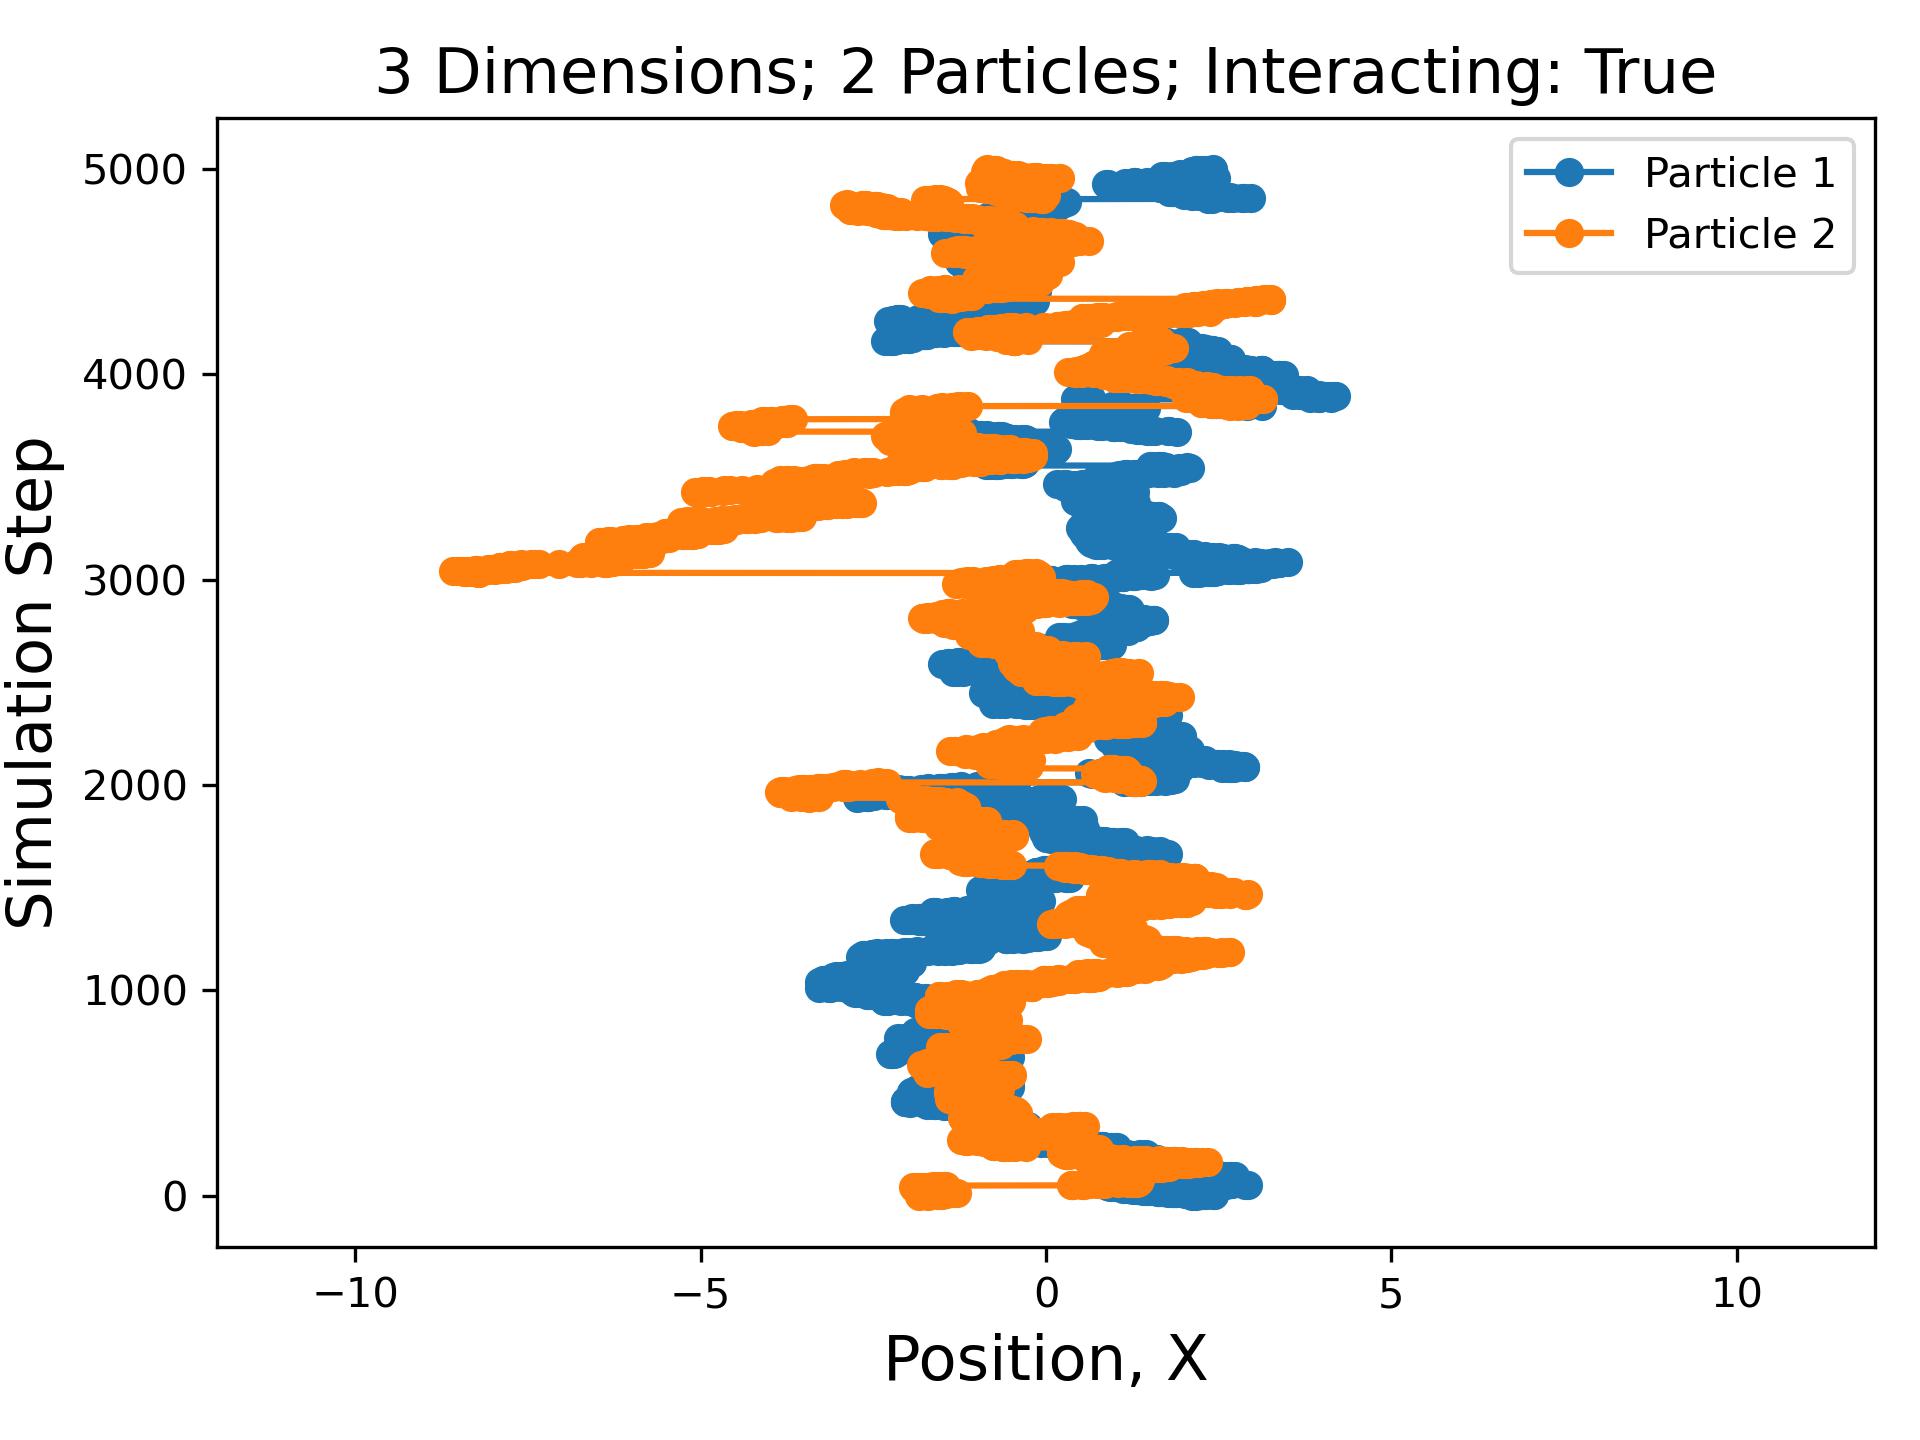 3 Dimensions; 2 Particles; Interacting: True
Particle 1
Particle 2
Simulation Step
5000
4000
3000
2000
1000
0
−10
−5
0
5
10
Position, X